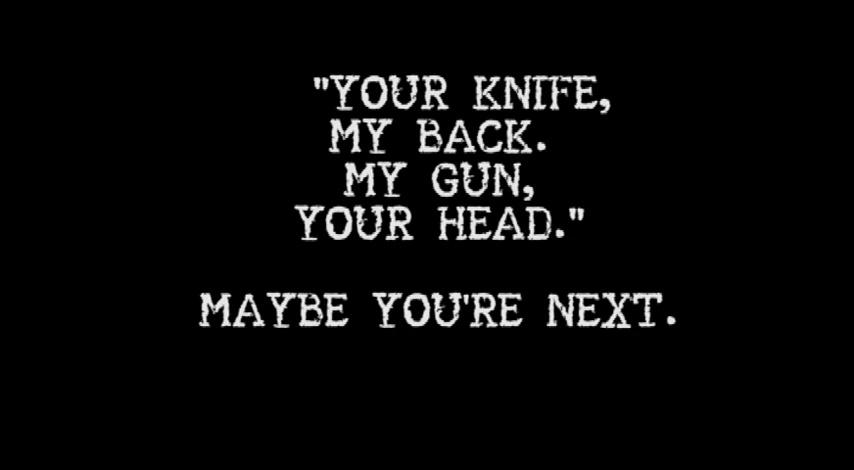 "YOUR KNIFE,
MY BACK.
MY GUN,
YOUR HEAD."
MAYBE YOU'RE NEXT.